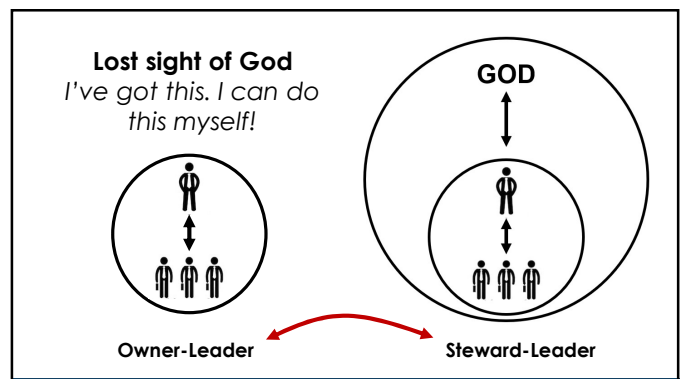 Lost sight of God
I've got this. I can do
this myself!
GOD
Owner-Leader
Steward-Leader